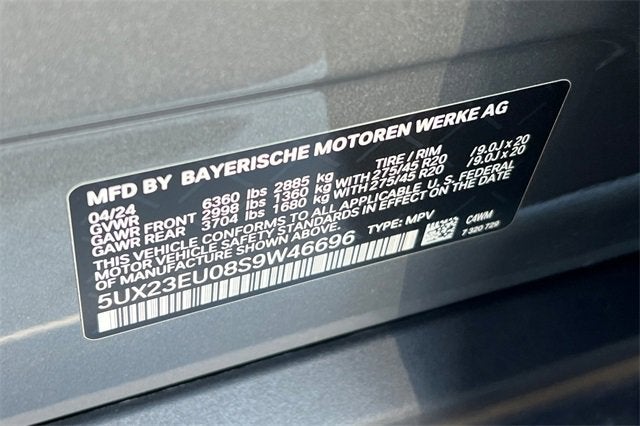 MFD BY BAYERISCHE MOTOREN WERKE AG
04/24 TIRE / RIM
GVWR 6360 lbs 2885 kg
GAWR FRONT 2998 lbs 1360 kg WITH 275/45 R20 /9.0J x 20
GAWR REAR 3704 lbs 1680 kg WITH 275/45 R20 /9.0J x 20
THIS VEHICLE CONFORMS TO ALL APPLICABLE U.S. FEDERAL
MOTOR VEHICLE SAFETY STANDARDS IN EFFECT ON THE DATE
OF MANUFACTURE SHOWN ABOVE.
5UX23EU08S9W46696 TYPE: MPV C4WM
7 320 729